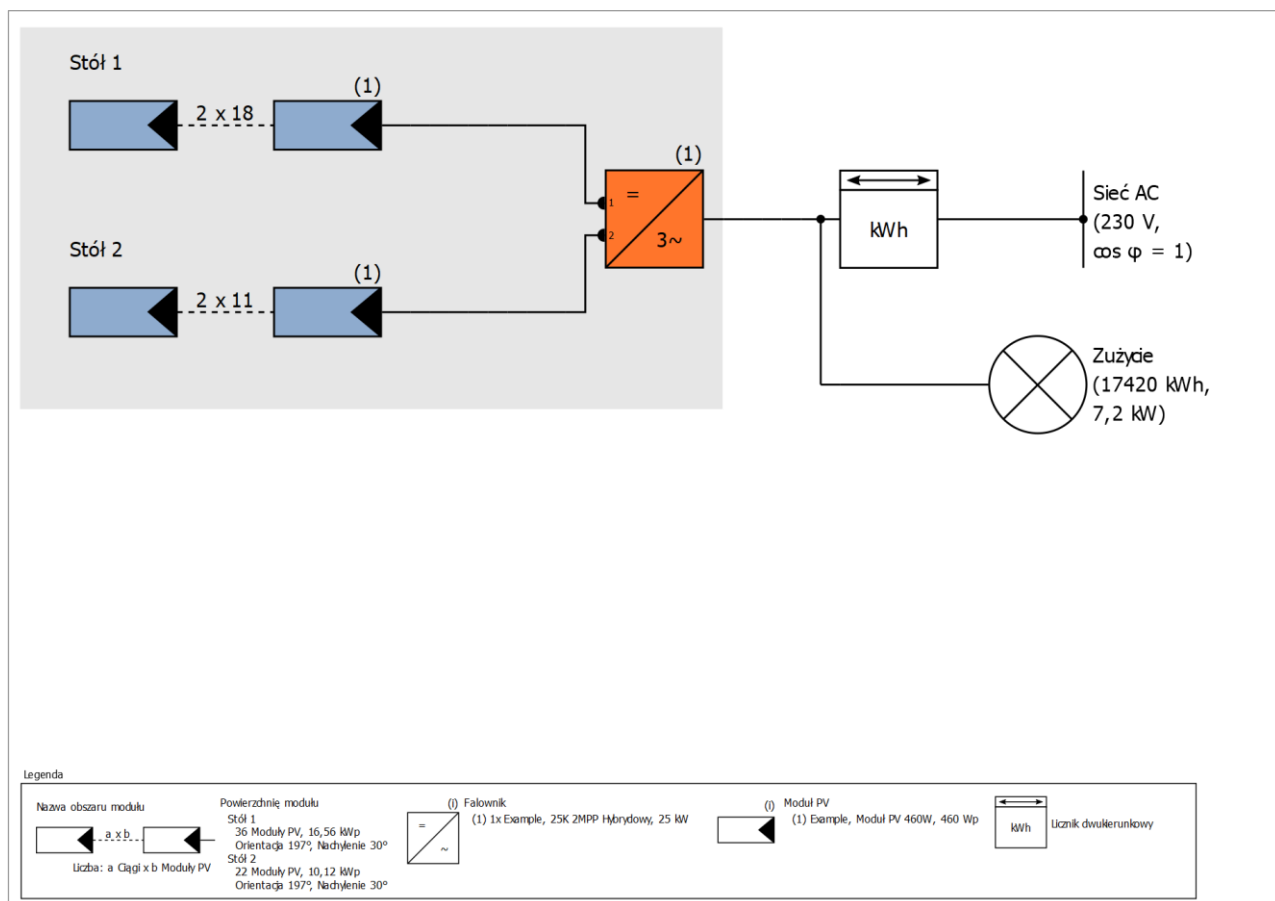 Stół 1
(1)
2 x 18
(1)
1
=
2
3~
Stół 2
(1)
2 x 11
kWh
Sieć AC
(230 V,
cos φ = 1)
Zużycie
(17420 kWh,
7,2 kW)
Legenda
Nazwa obszaru modułu
a x b
Liczba: a Ciągi x b Moduły PV
Powierzchnię modułu
Stół 1
36 Moduły PV, 16,56 kWp
Orientacja 197°, Nachylenie 30°
Stół 2
22 Moduły PV, 10,12 kWp
Orientacja 197°, Nachylenie 30°
=
~
(i) Falownik
(1) 1x Example, 25K 2MPP Hybrydowy, 25 kW
(i) Moduł PV
(1) Example, Moduł PV 460W, 460 Wp
kWh
Licznik dwukierunkowy